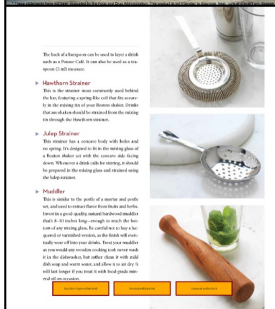 The back of a European can be used to layer a drink
such as a Pousse Café. It can also be used as a tea-
spoon (5 ml) measure.
Hawthorn Strainer
This is the strainer most commonly used behind
the bar, featuring a spring-like coil that fits secure-
ly in the mixing tin of your Boston shaker. Drinks
that are shaken should be strained from the mixing
tin through the Hawthorn strainer.
Julep Strainer
This strainer has a concave body with holes and
no spring. It's designed to fit in the mixing glass of
a Boston shaker set with the concave side facing
down. Whenever a drink calls for stirring, it should
be prepared in the mixing glass and strained using
the Julep strainer.
Muddler
This is similar to the pestle of a mortar and pestle
set, and used to extract flavor from fruits and herbs.
Invest in a good-quality, natural hardwood muddler
that's 8–10 inches long—enough to reach the bot-
tom of any mixing glass. Be careful not to buy a lac-
quered or varnished version, as the finish will even-
tually wear off into your drinks. Treat your muddler
as you would any wooden cooking tool: never wash
it in the dishwasher, but rather clean it with mild
dish soap and warm water, and allow it to air dry. It
will last longer if you treat it with food-grade min-
eral oil on occasion.